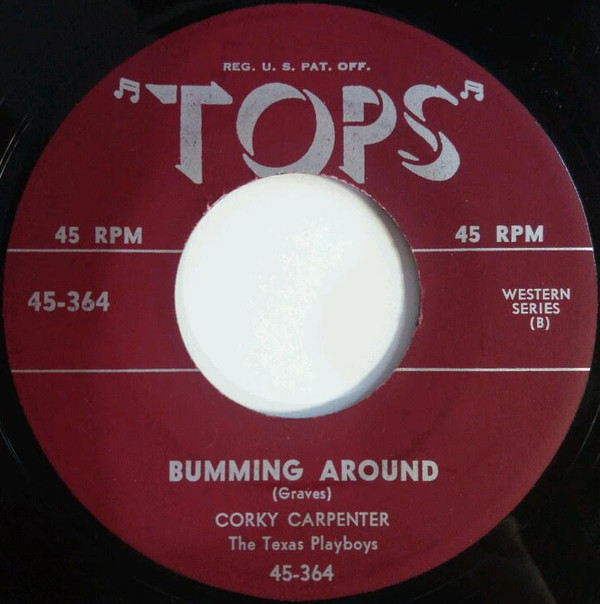 REG. U. S. PAT. OFF.
"TOPS"
45 RPM
45 RPM
45-364
WESTERN
SERIES
(B)
BUMMING AROUND
(Graves)
CORKY CARPENTER
The Texas Playboys
45-364